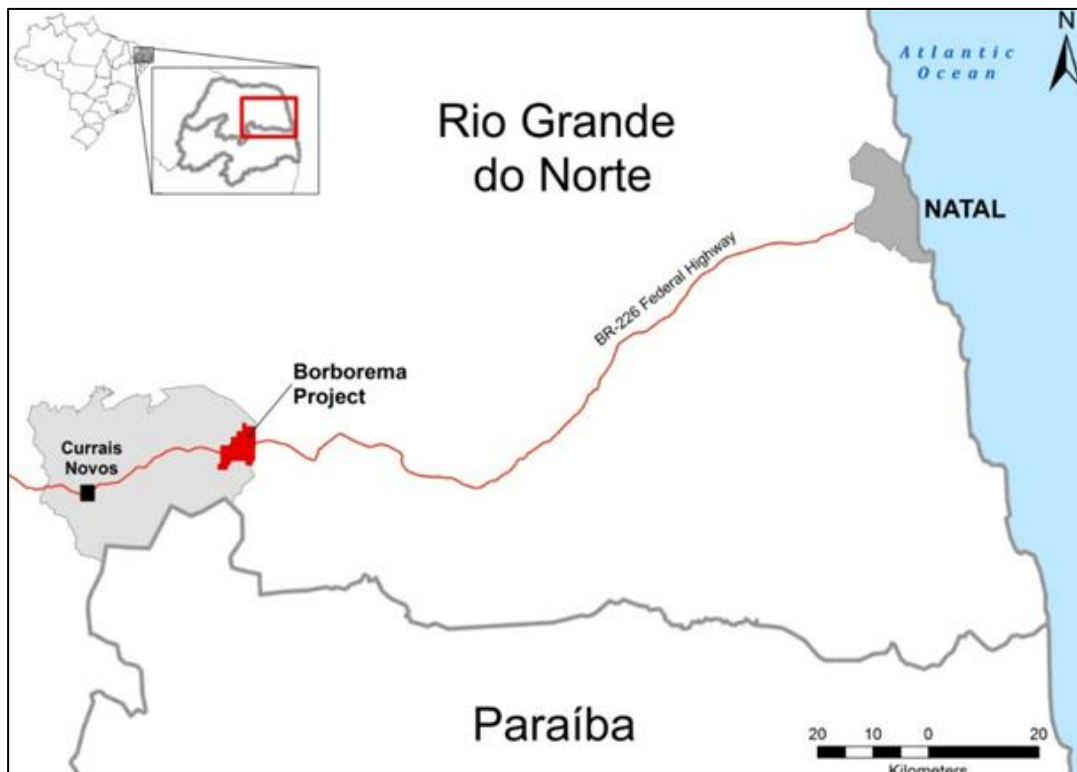 N
Atlantic
Ocean
Rio Grande
do Norte
NATAL
BR-226 Federal Highway
Borborema
Project
Currais
Novos
Paraíba
20 10 0 20
Kilometers